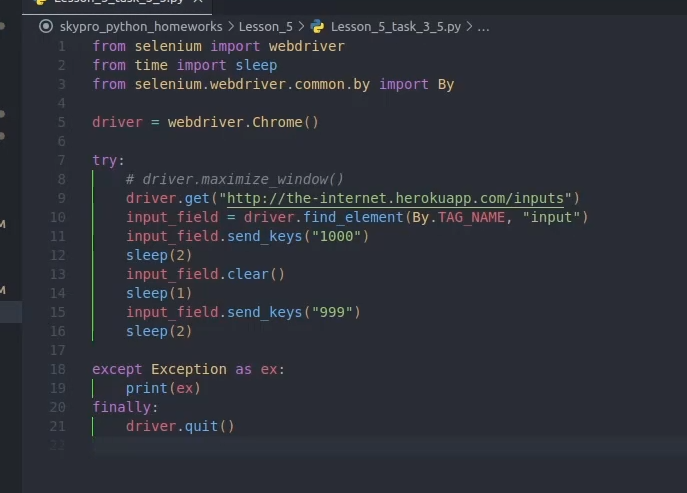 Lesson_5_task_3_5.py
skypro_python_homeworks > Lesson_5 > Lesson_5_task_3_5.py > ...
1 from selenium import webdriver
2 from time import sleep
3 from selenium.webdriver.common.by import By
4
5 driver = webdriver.Chrome()
6
7 try:
8     # driver.maximize_window()
9     driver.get("http://the-internet.herokuapp.com/inputs")
10     input_field = driver.find_element(By.TAG_NAME, "input")
11     input_field.send_keys("1000")
12     sleep(2)
13     input_field.clear()
14     sleep(1)
15     input_field.send_keys("999")
16     sleep(2)
17
18 except Exception as ex:
19     print(ex)
20 finally:
21     driver.quit()
22
M
M